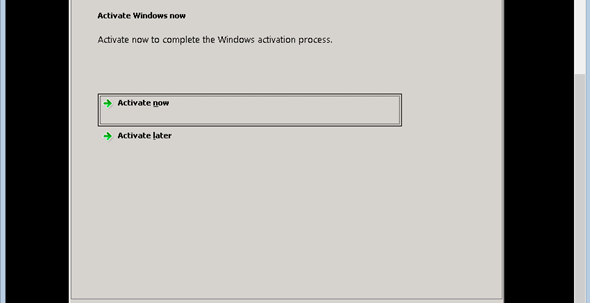 Activate Windows now
Activate now to complete the Windows activation process.
Activate now
Activate later